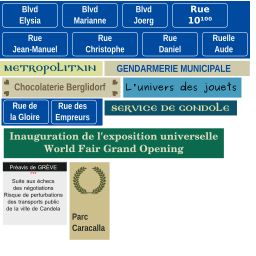 Blvd
Elysia
Blvd
Marianne
Blvd
Joerg
Rue
10¹⁰⁰
Rue
Jean-Manuel
Rue
Christophe
Rue
Daniel
Ruelle
Aude
METROPOLITAIN
GENDARMERIE MUNICIPALE
Chocolaterie Berglidorf
L'univers des jouets
Rue de
la Gloire
Rue des
Empreurs
SERVICE DE GONDOLE
Inauguration de l'exposition universelle
World Fair Grand Opening
Préavis de GRÈVE
Suite aux échecs
des négotiations
Risque de perturbations
des transports public
de la ville de Candela
Parc
Caracalla